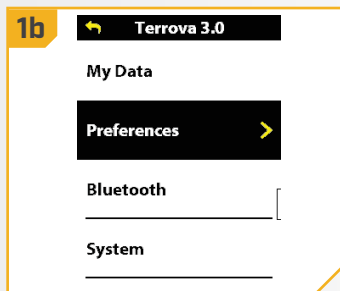 1b
Terrova 3.0
My Data
Preferences
Bluetooth
System